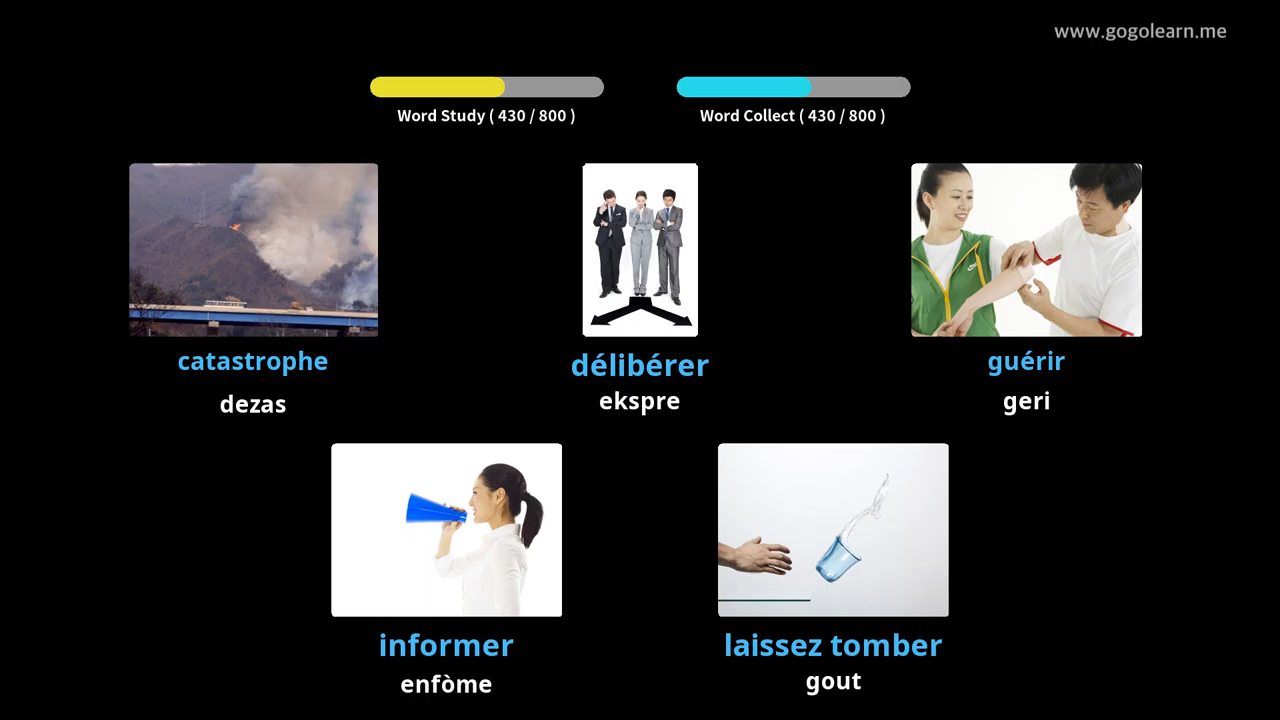 www.gogolearn.me
Word Study ( 430 / 800 )
Word Collect ( 430 / 800 )
catastrophe
dezas
délibérer
ekspre
guérir
geri
informer
enfòme
laissez tomber
gout